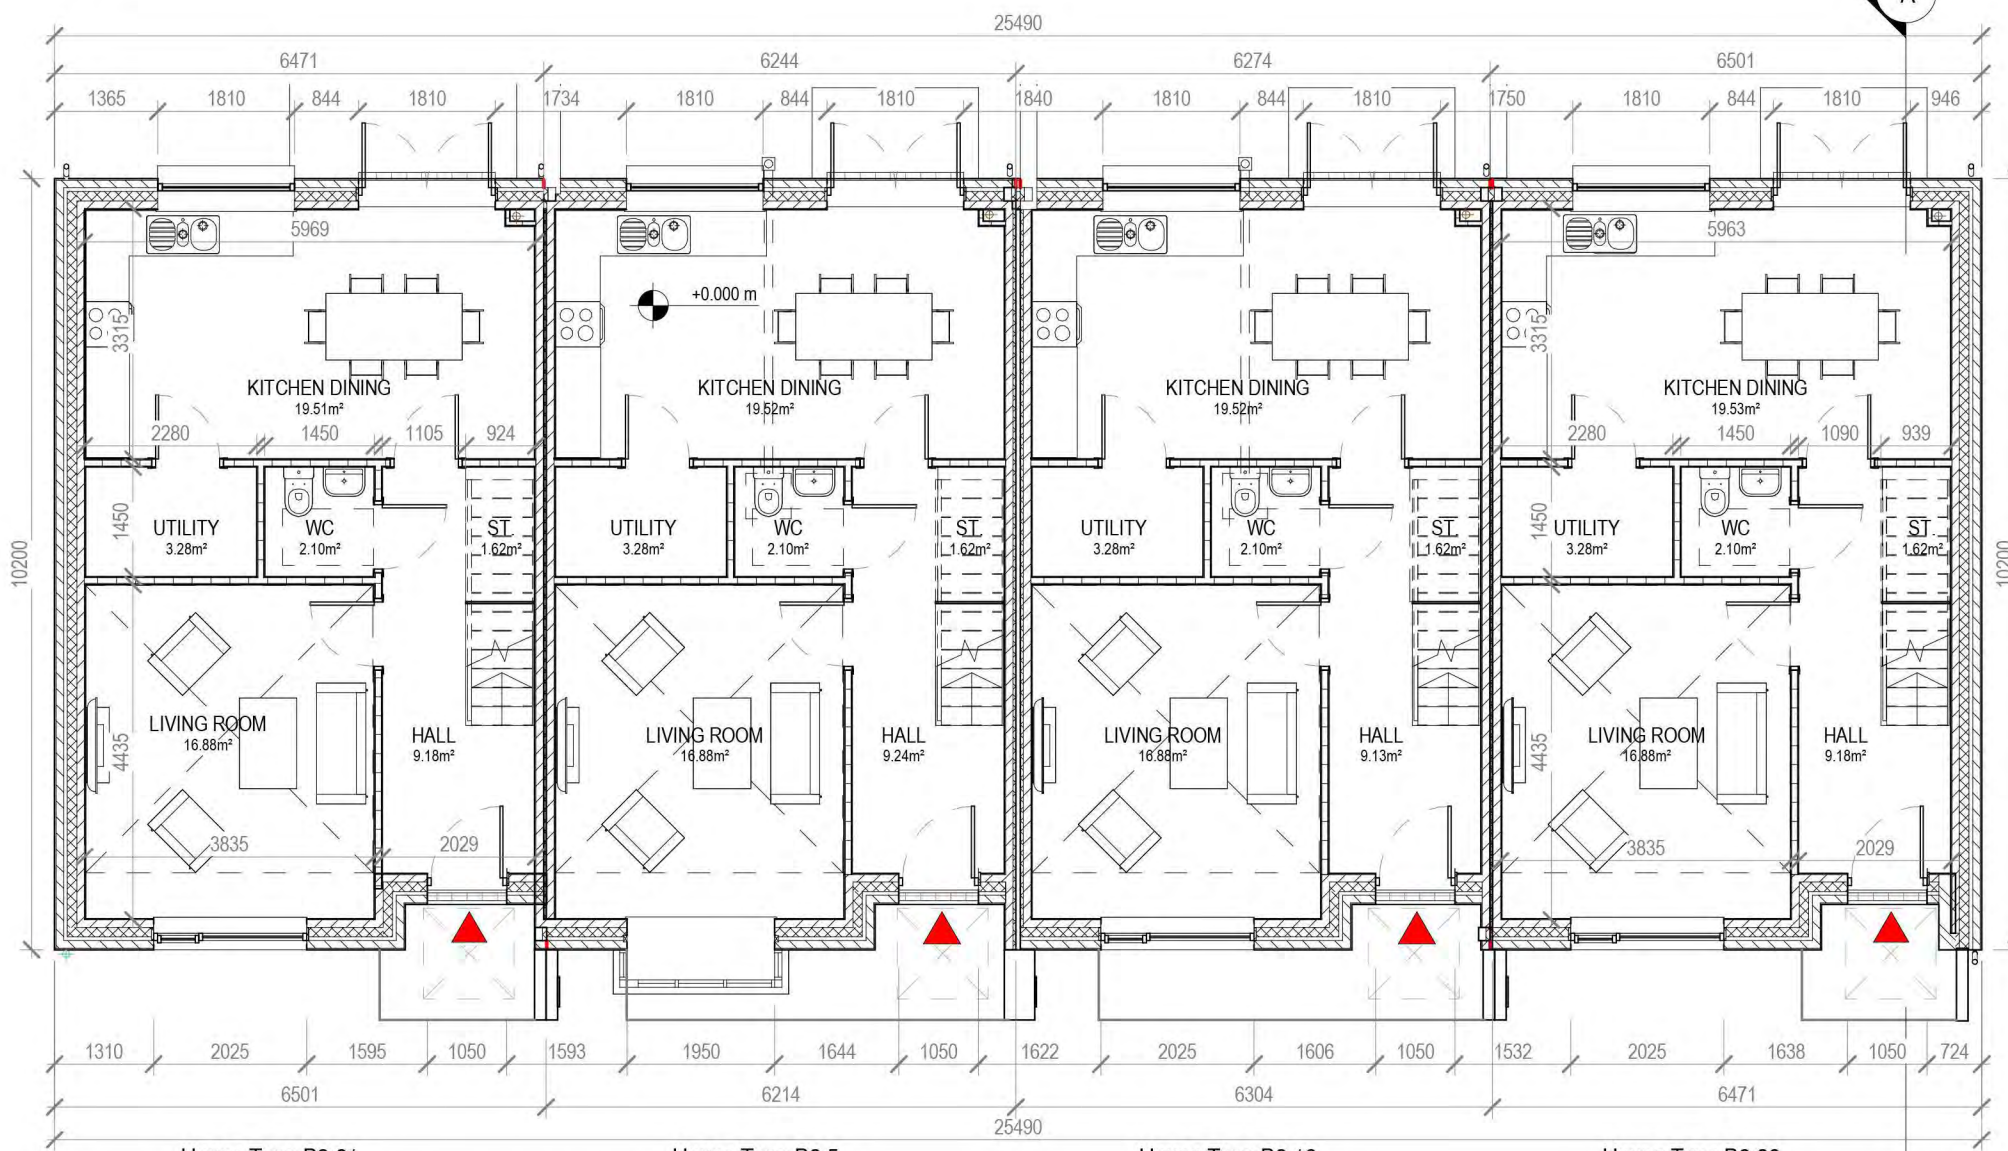 A
25490
6471 6244 6274 6501
1365 1810 844 1810 1734 1810 844 1810 1840 1810 844 1810 1750 1810 844 1810 946
5969 5963
+0.000 m
3315 3315
KITCHEN DINING KITCHEN DINING KITCHEN DINING KITCHEN DINING
19.51m² 19.52m² 19.52m² 19.53m²
2280 1450 1105 924 2280 1450 1090 939
10200 1450 1450 10200
UTILITY WC ST. UTILITY WC ST. UTILITY WC ST. UTILITY WC ST.
3.28m² 2.10m² 1.62m² 3.28m² 2.10m² 1.62m² 3.28m² 2.10m² 1.62m² 3.28m² 2.10m² 1.62m²
LIVING ROOM HALL LIVING ROOM HALL LIVING ROOM HALL LIVING ROOM HALL
16.88m² 9.18m² 16.88m² 9.24m² 16.88m² 9.13m² 16.88m² 9.18m²
4435 4435
3835 2029 3835 2029
1310 2025 1595 1050 1593 1950 1644 1050 1622 2025 1606 1050 1532 2025 1638 1050 724
6501 6214 6304 6471
25490